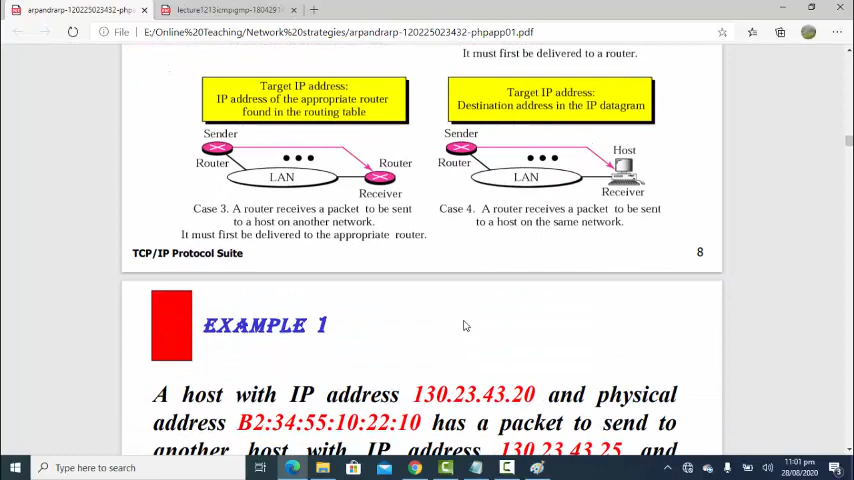 arpandrarp-120225023432-phpa
lecture1213icmpigmp-1804291
File
E:/Online%20Teaching/Network%20strategies/arpandrarp-120225023432-phpapp01.pdf
It must first be delivered to a router.
Target IP address:
IP address of the appropriate router
found in the routing table
Target IP address:
Destination address in the IP datagram
Sender
Router
LAN
Router
Receiver
Sender
Router
LAN
Host
Receiver
Case 3. A router receives a packet to be sent
to a host on another network.
It must first be delivered to the appropriate router.
Case 4. A router receives a packet to be sent
to a host on the same network.
TCP/IP Protocol Suite
8
EXAMPLE 1
A host with IP address 130.23.43.20 and physical
address B2:34:55:10:22:10 has a packet to send to
another host with IP address 130.23.43.25 and
Type here to search
11:01 pm
28/08/2020
3